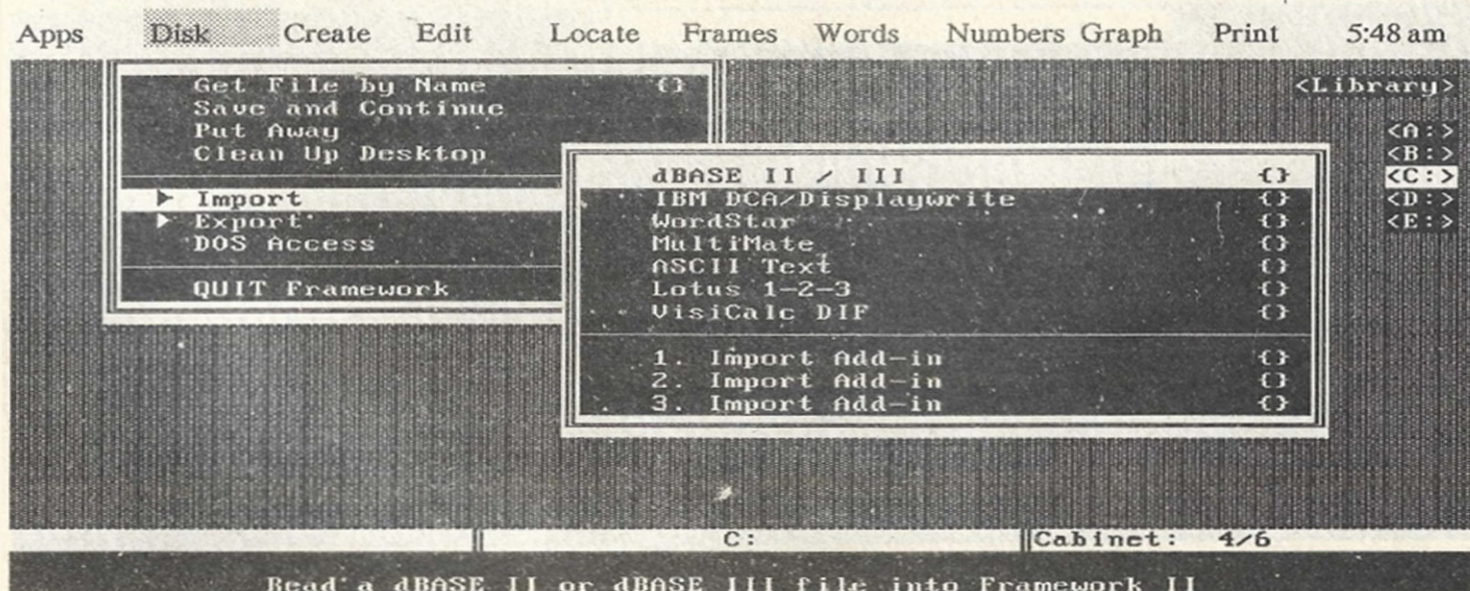 Apps Disk Create Edit Locate Frames Words Numbers Graph Print 5:48 am
Get File by Name {}
Save and Continue
Put Away
Clean Up Desktop
Import
Export
DOS Access
QUIT Framework
dBASE II / III {}
IBM DCA/Displaywrite {}
WordStar {}
MultiMate {}
ASCII Text {}
Lotus 1-2-3 {}
VisiCalc DIF {}
1. Import Add-in {}
2. Import Add-in {}
3. Import Add-in {}
<Library>
<A:>
<B:>
<C:>
<D:>
<E:>
C: Cabinet: 4/6
Read a dBASE II or dBASE III file into Framework II